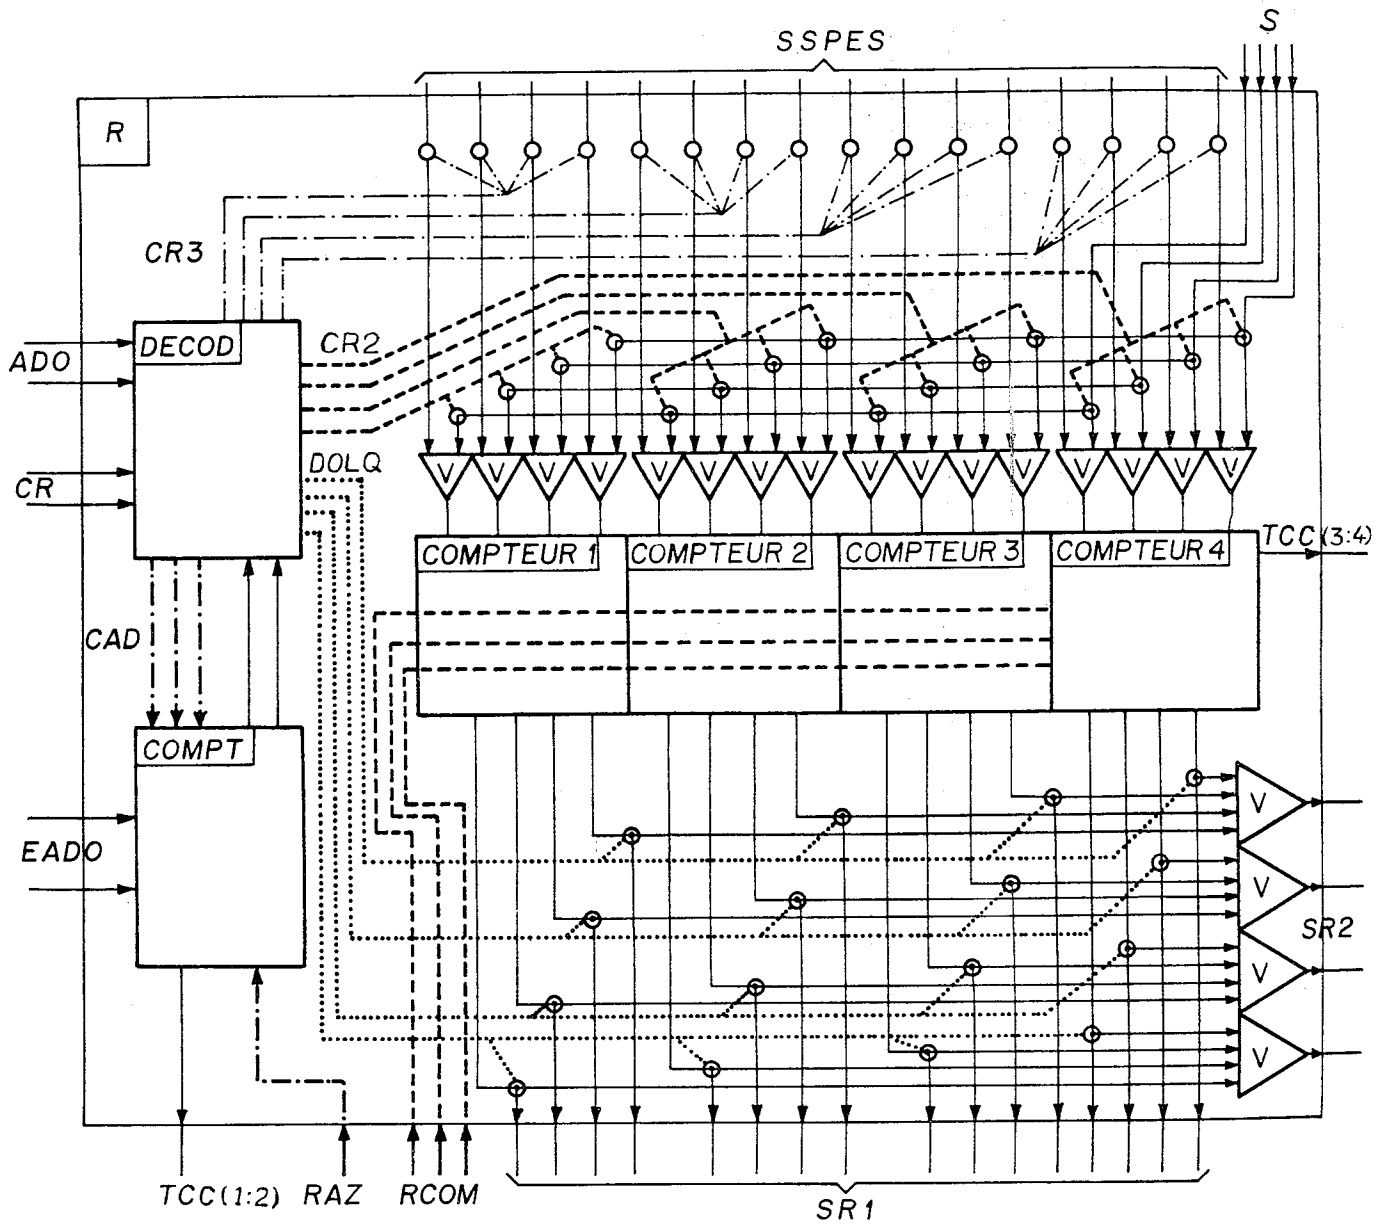 S
SSPES
R
CR3
DECOD
CR2
ADO
DOLQ
CR
V V V V V V V V V V V V V V V V
COMPTEUR 1 COMPTEUR 2 COMPTEUR 3 COMPTEUR 4
TCC(3:4)
CAD
COMPT
V
EADO
V
SR2
V
V
TCC(1:2) RAZ RCOM
SR1